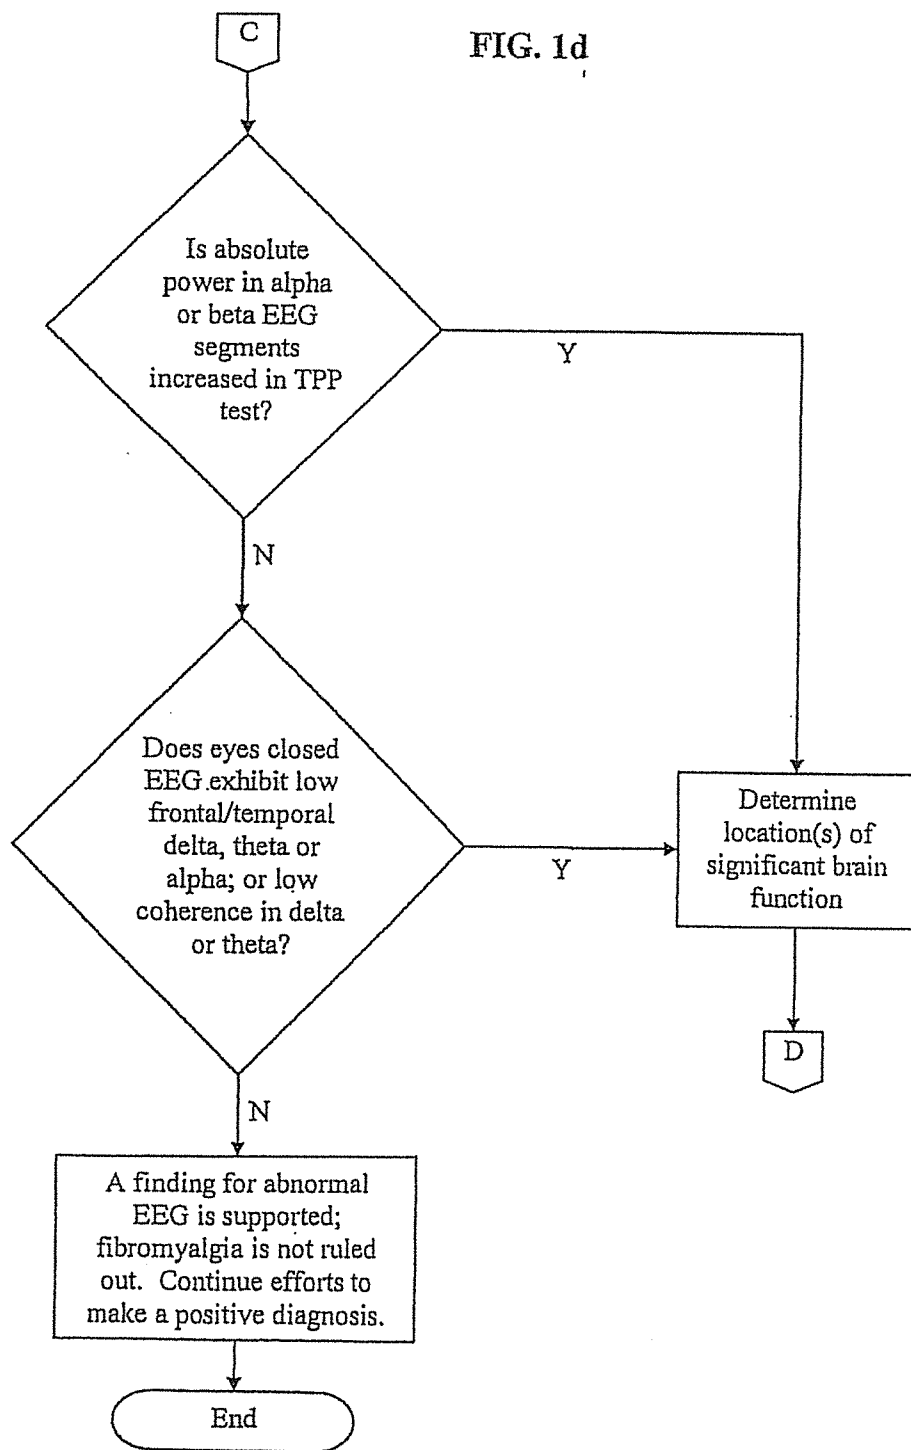 C
FIG. 1d
Is absolute
power in alpha
or beta EEG
segments
increased in TPP
test?
Y
N
Does eyes closed
EEG exhibit low
frontal/temporal
delta, theta or
alpha; or low
coherence in delta
or theta?
Y
Determine
location(s) of
significant brain
function
D
N
A finding for abnormal
EEG is supported;
fibromyalgia is not ruled
out. Continue efforts to
make a positive diagnosis.
End